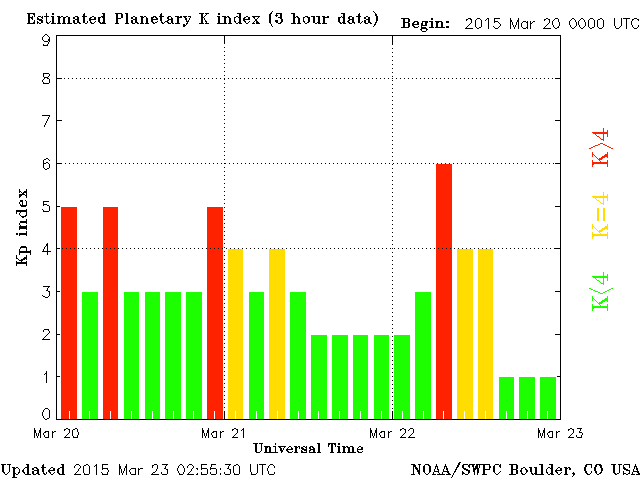 Estimated Planetary K index (3 hour data) Begin: 2015 Mar 20 0000 UTC
9
8
7
6
5
4
3
2
1
0
Kp index
K>4
K=4
K<4
Mar 20 Mar 21 Mar 22 Mar 23
Universal Time
Updated 2015 Mar 23 02:55:30 UTC NOAA/SWPC Boulder, CO USA